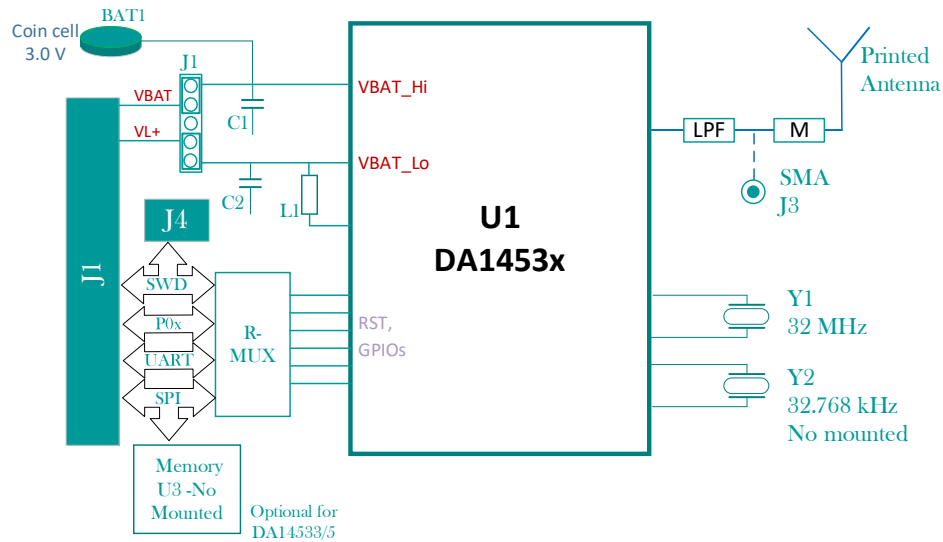 BAT1
Coin cell
3.0 V
J1
VBAT
VBAT_Hi
C1
VL+
VBAT_Lo
C2
L1
U1
DA1453x
LPF
M
Printed
Antenna
SMA
J3
J4
J1
SWD
P0x
UART
SPI
R-
MUX
RST,
GPIOs
Y1
32 MHz
Y2
32.768 kHz
No mounted
Memory
U3 -No
Mounted
Optional for
DA14533/5